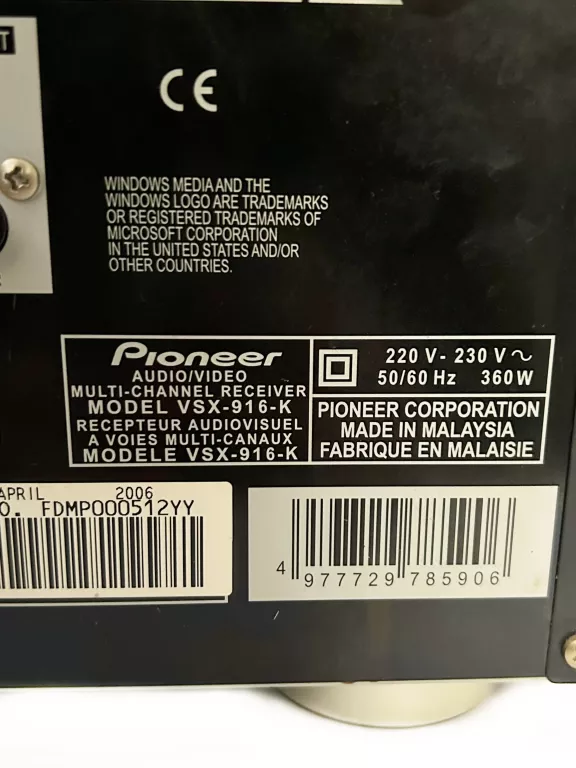 T
CE
WINDOWS MEDIA AND THE
WINDOWS LOGO ARE TRADEMARKS
OR REGISTERED TRADEMARKS OF
MICROSOFT CORPORATION
IN THE UNITED STATES AND/OR
OTHER COUNTRIES.
Pioneer
AUDIO/VIDEO
MULTI-CHANNEL RECEIVER
MODEL VSX-916-K
RECEPTEUR AUDIOVISUEL
A VOIES MULTI-CANAUX
MODELE VSX-916-K
220 V - 230 V ~
50/60 Hz 360W
PIONEER CORPORATION
MADE IN MALAYSIA
FABRIQUE EN MALAISIE
APRIL 2006
O. FDMP000512YY
4 977729 785906